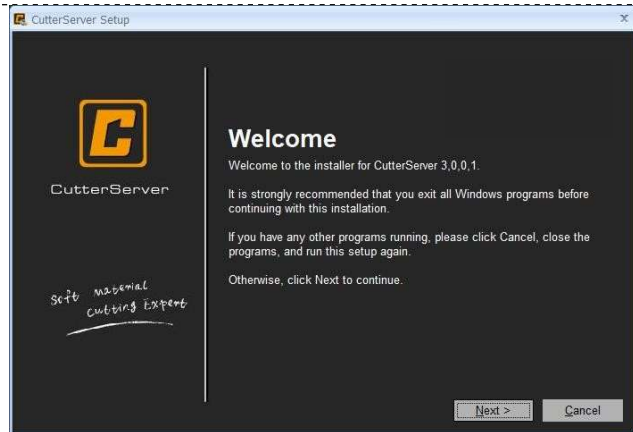 CutterServer Setup
x
CutterServer
soft material
cutting Expert
Welcome
Welcome to the installer for CutterServer 3,0,0,1.
It is strongly recommended that you exit all Windows programs before
continuing with this installation.
If you have any other programs running, please click Cancel, close the
programs, and run this setup again.
Otherwise, click Next to continue.
Next >
Cancel